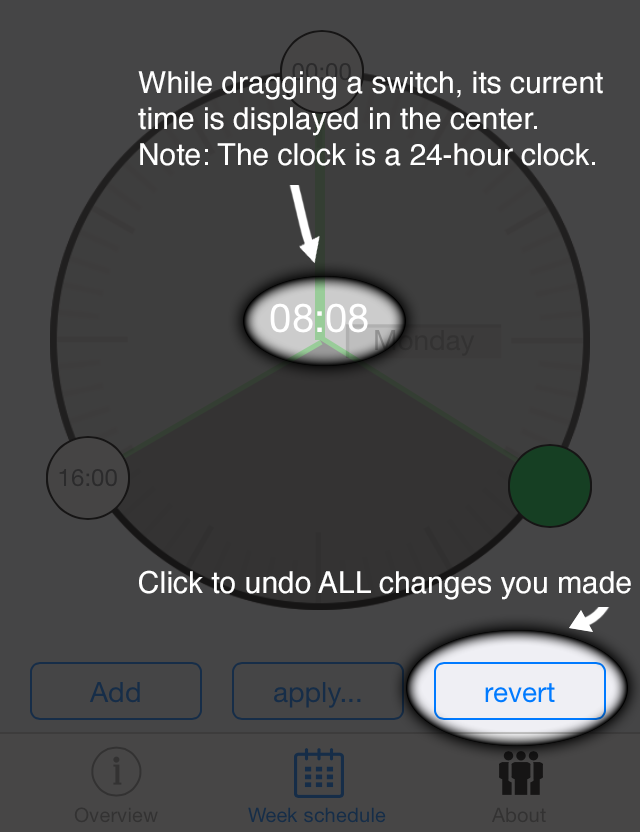 00:00
While dragging a switch, its current
time is displayed in the center.
Note: The clock is a 24-hour clock.
08:08
Monday
16:00
Click to undo ALL changes you made
Add
apply...
revert
Overview
Week schedule
About